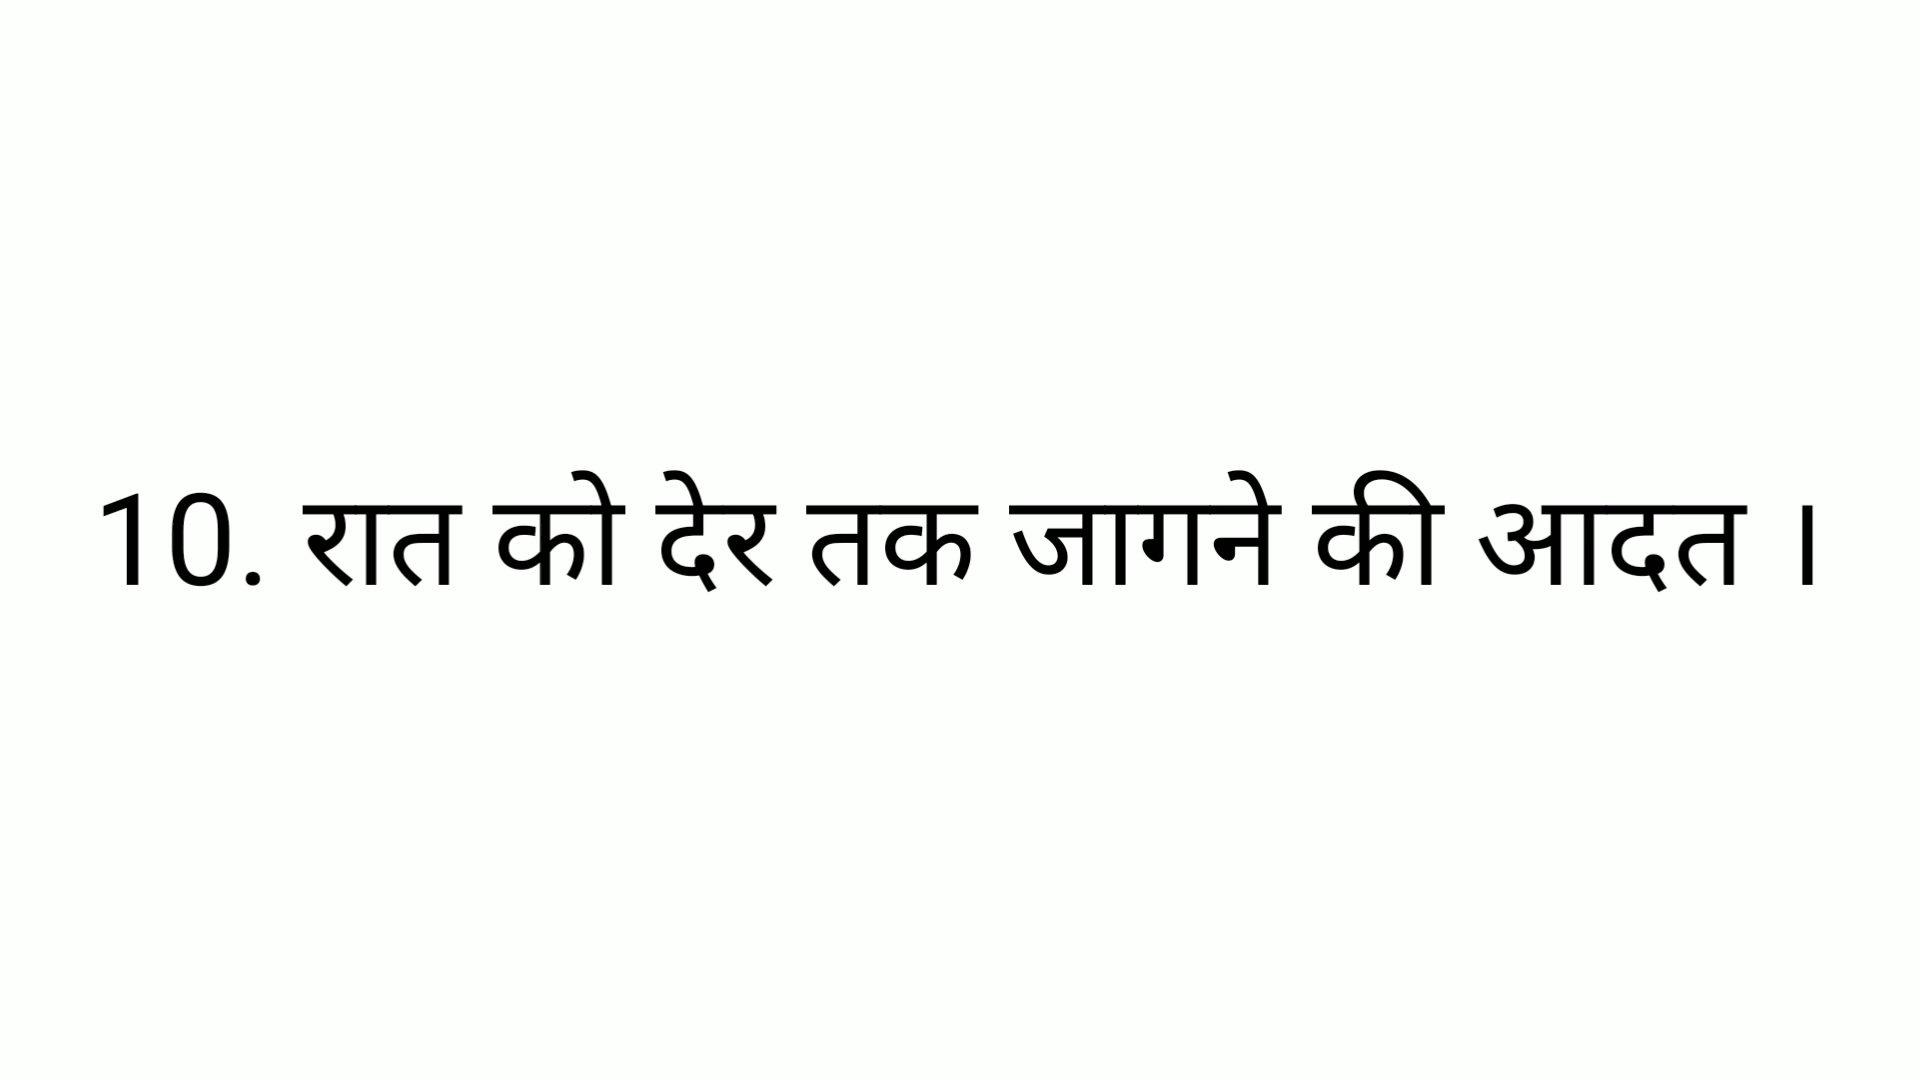 10. रात को देर तक जागने की आदत ।